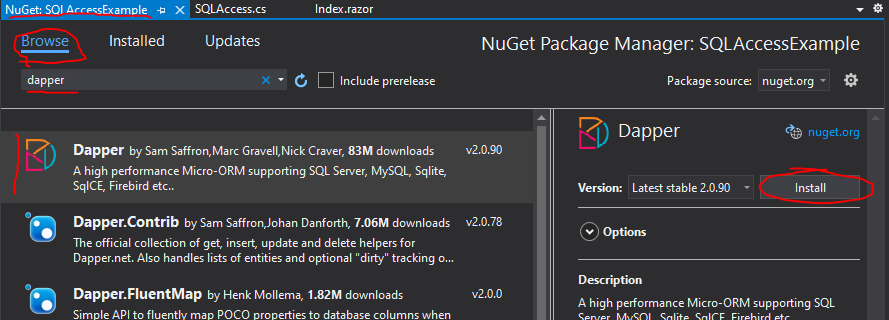 NuGet: SQLAccessExample
SQLAccess.cs
Index.razor
Browse
Installed
Updates
NuGet Package Manager: SQLAccessExample
dapper
Include prerelease
Package source: nuget.org
Dapper by Sam Saffron,Marc Gravell,Nick Craver, 83M downloads v2.0.90
A high performance Micro-ORM supporting SQL Server, MySQL, Sqlite,
SqlCE, Firebird etc..
Dapper.Contrib by Sam Saffron,Johan Danforth, 7.06M downloads v2.0.78
The official collection of get, insert, update and delete helpers for
Dapper.net. Also handles lists of entities and optional "dirty" tracking o...
Dapper.FluentMap by Henk Mollema, 1.82M downloads v2.0.0
Simple API to fluently map POCO properties to database columns when
Dapper
nuget.org
Version: Latest stable 2.0.90
Install
Options
Description
A high performance Micro-ORM supporting SQL
Server, MySQL, Sqlite, SqlCE, Firebird etc..